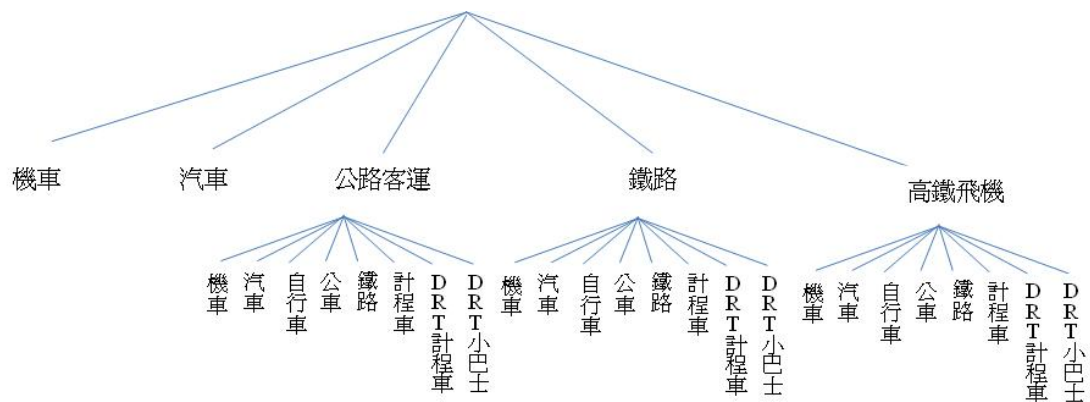 機車
汽車
公路客運
鐵路
高鐵飛機
機車
汽車
自行車
公車
鐵路
計程車
DRT計程車
DRT小巴士
機車
汽車
自行車
公車
鐵路
計程車
DRT計程車
DRT小巴士
機車
汽車
自行車
公車
鐵路
計程車
DRT計程車
DRT小巴士